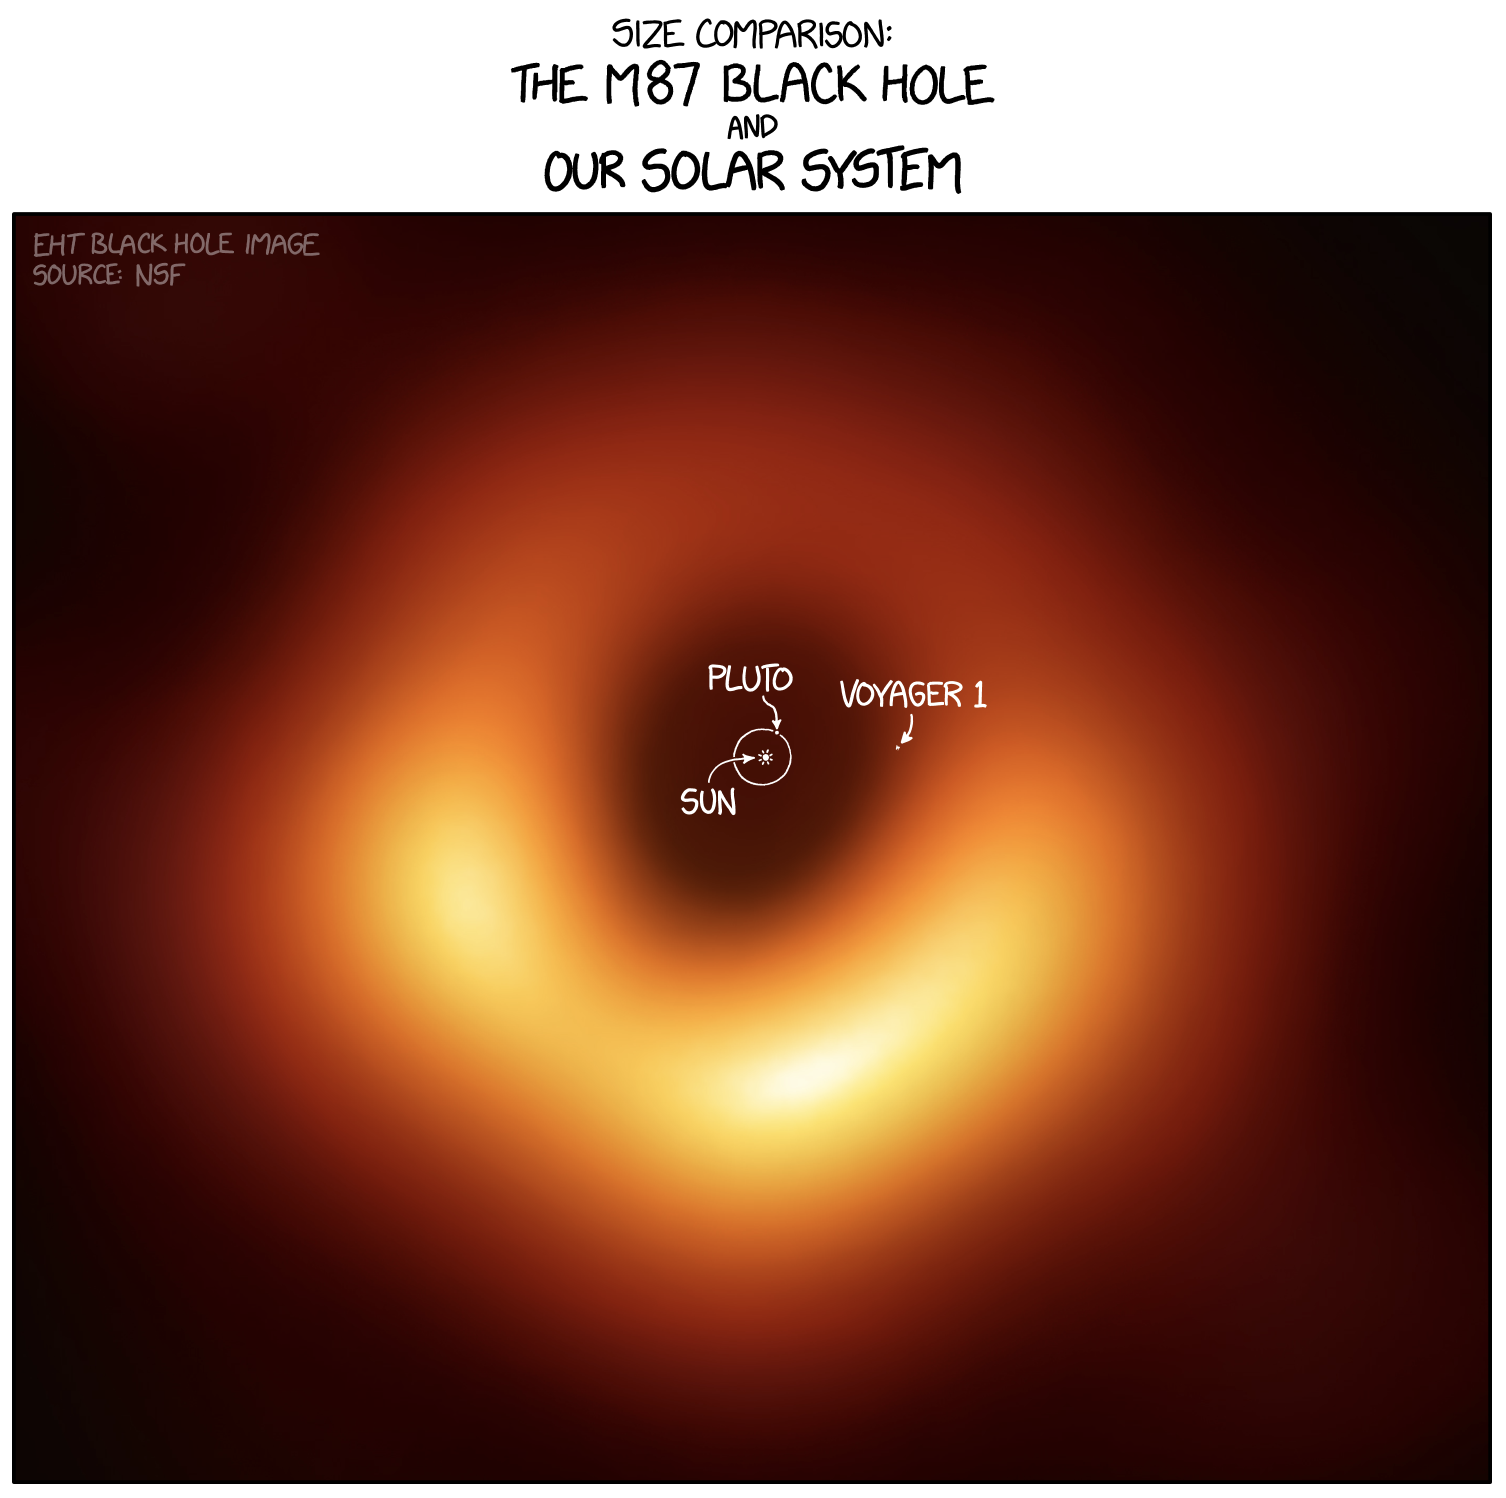 SIZE COMPARISON:
THE M87 BLACK HOLE
AND
OUR SOLAR SYSTEM
EHT BLACK HOLE IMAGE
SOURCE: NSF
PLUTO
VOYAGER 1
SUN